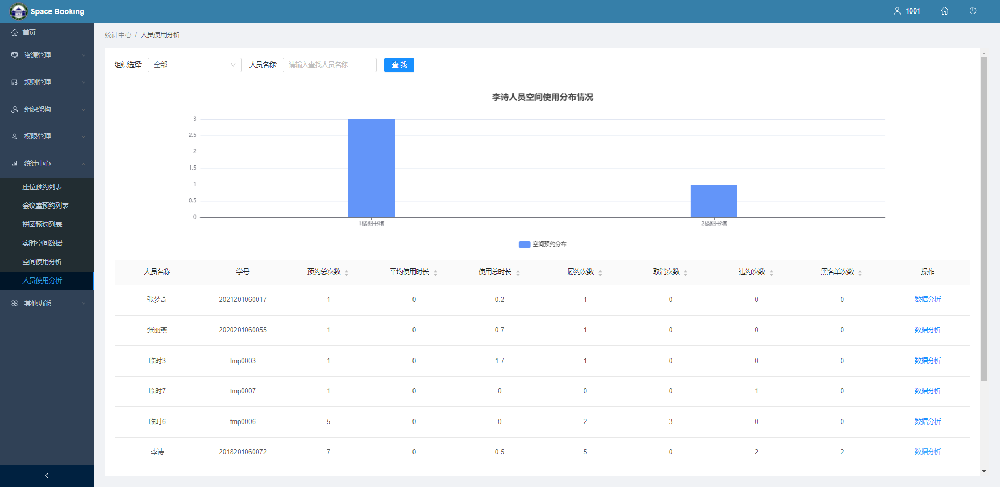 Space Booking
1001
首页
资源管理
规则管理
组织架构
权限管理
统计中心
座位预约列表
会议室预约列表
拼团预约列表
实时空间数据
空间使用分析
人员使用分析
其他功能
统计中心 / 人员使用分析
组织选择: 全部 人员名称: 请输入查找人员名称 查 找
李诗人员空间使用分布情况
3
2.5
2
1.5
1
0.5
0
1楼图书馆 2楼图书馆
空间预约分布
人员名称 学号 预约总次数 平均使用时长 使用总时长 履约次数 取消次数 违约次数 黑名单次数 操作
张梦奇 2021201060017 1 0 0.2 1 0 0 0 数据分析
张丽燕 2020201060055 1 0 0.7 1 0 0 0 数据分析
临时3 tmp0003 1 0 1.7 1 0 0 0 数据分析
临时7 tmp0007 1 0 0 0 0 1 0 数据分析
临时6 tmp0006 5 0 0 2 3 0 0 数据分析
李诗 2018201060072 7 0 0.5 5 0 2 2 数据分析